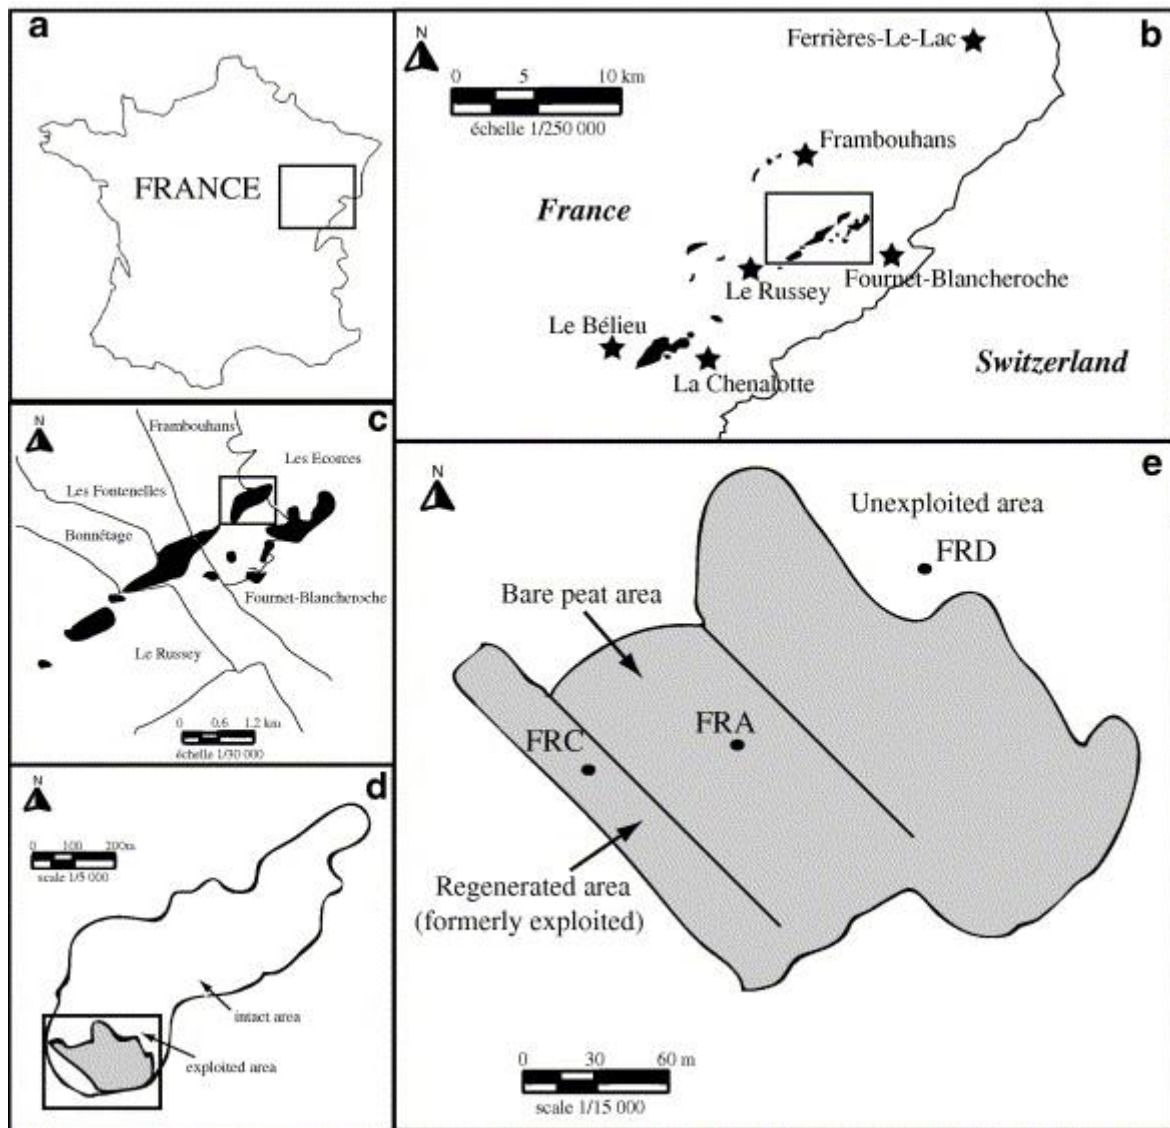 a
FRANCE
b
N
0 5 10 km
échelle 1/250 000
Ferrières-Le-Lac
Frambouhans
France
Le Russey
Fournet-Blancheroche
Le Bélieu
La Chenalotte
Switzerland
c
N
Frambouhans
Les Ecorces
Les Fontenelles
Bonnétage
Fournet-Blancheroche
Le Russey
0 0.6 1.2 km
échelle 1/30 000
d
N
0 100 200m
scale 1/5 000
intact area
exploited area
e
N
Unexploited area
FRD
Bare peat area
FRA
FRC
Regenerated area
(formerly exploited)
0 30 60 m
scale 1/15 000